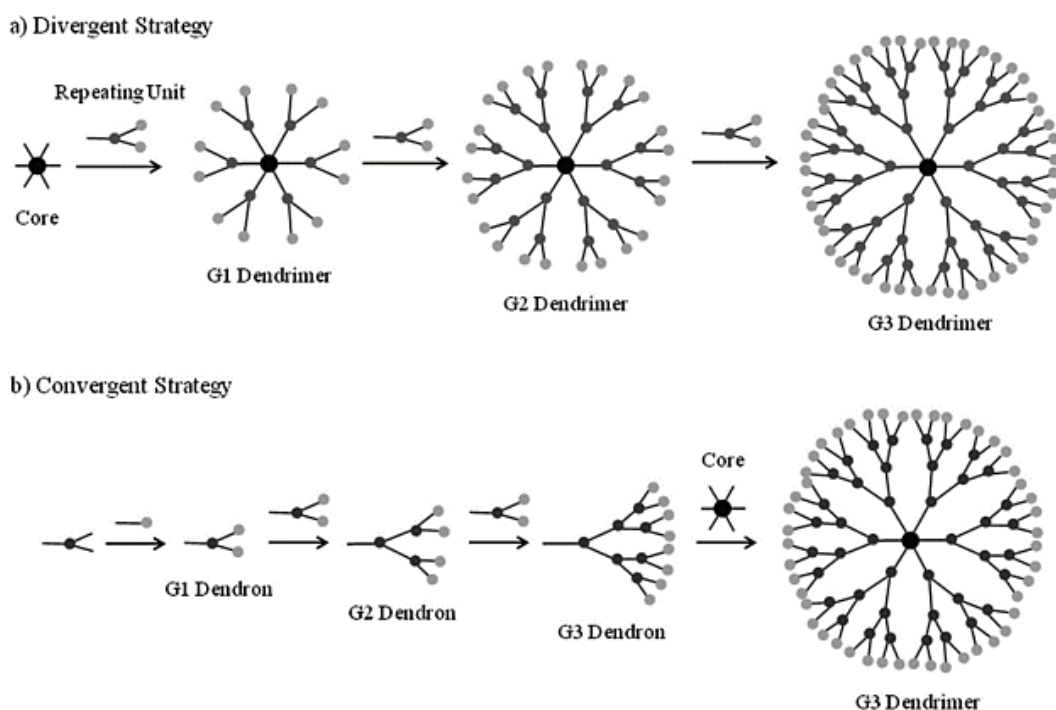 a) Divergent Strategy
Repeating Unit
Core
G1 Dendrimer
G2 Dendrimer
G3 Dendrimer
b) Convergent Strategy
Core
G1 Dendron
G2 Dendron
G3 Dendron
G3 Dendrimer